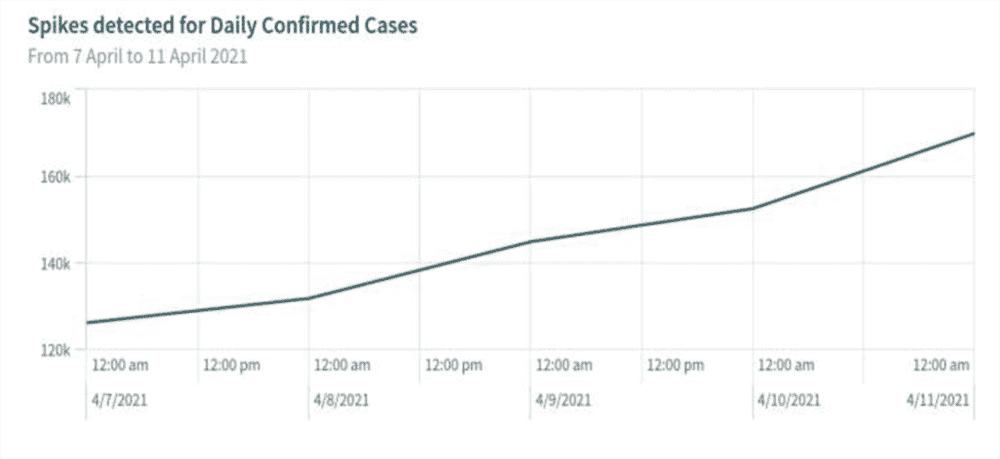 Spikes detected for Daily Confirmed Cases
From 7 April to 11 April 2021
180k
160k
140k
120k
12:00 am 12:00 pm 12:00 am 12:00 pm 12:00 am 12:00 pm 12:00 am 12:00 am
4/7/2021 4/8/2021 4/9/2021 4/10/2021 4/11/2021